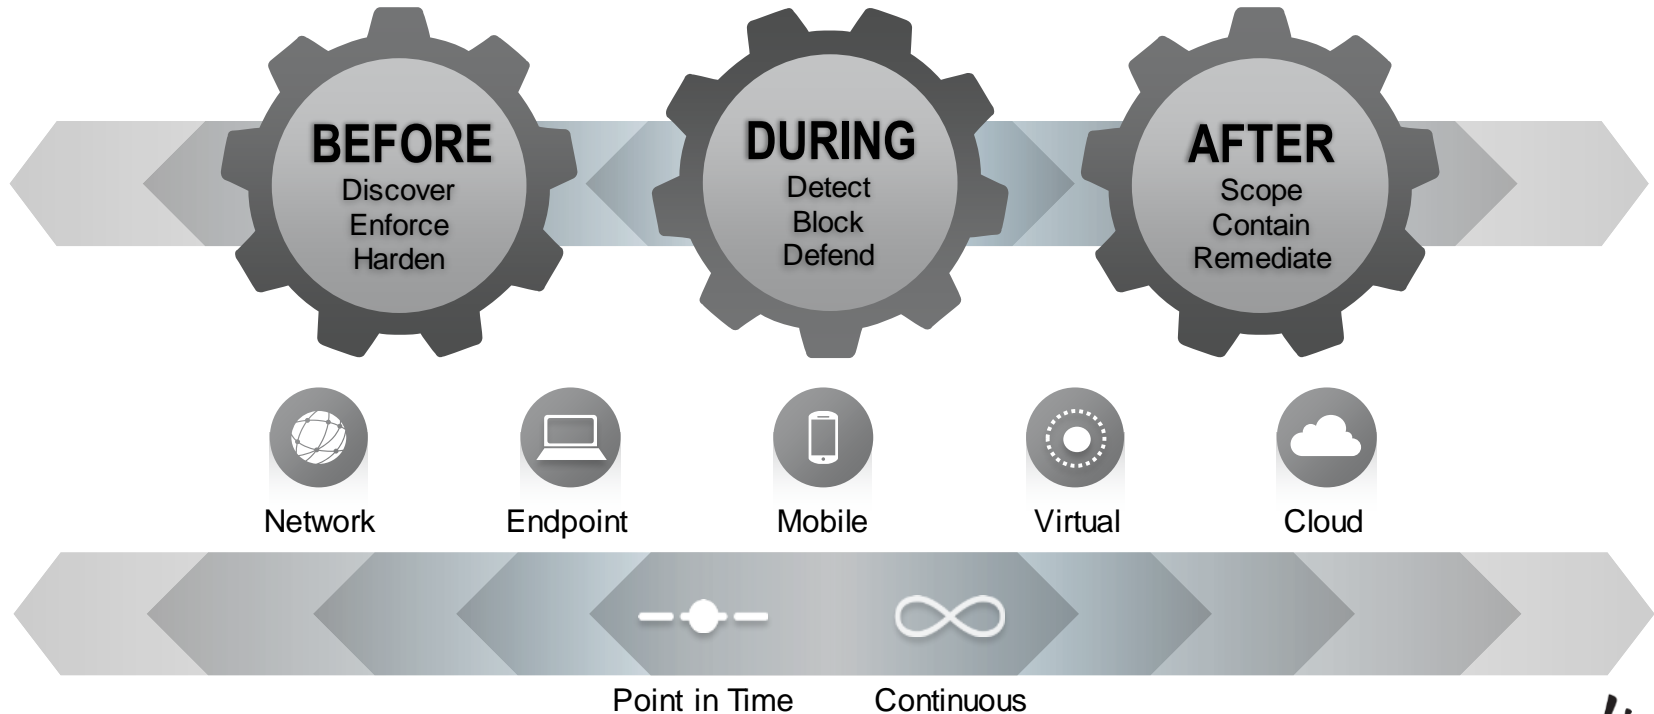 BEFORE
Discover
Enforce
Harden
DURING
Detect
Block
Defend
AFTER
Scope
Contain
Remediate
Network
Endpoint
Mobile
Virtual
Cloud
Point in Time
Continuous